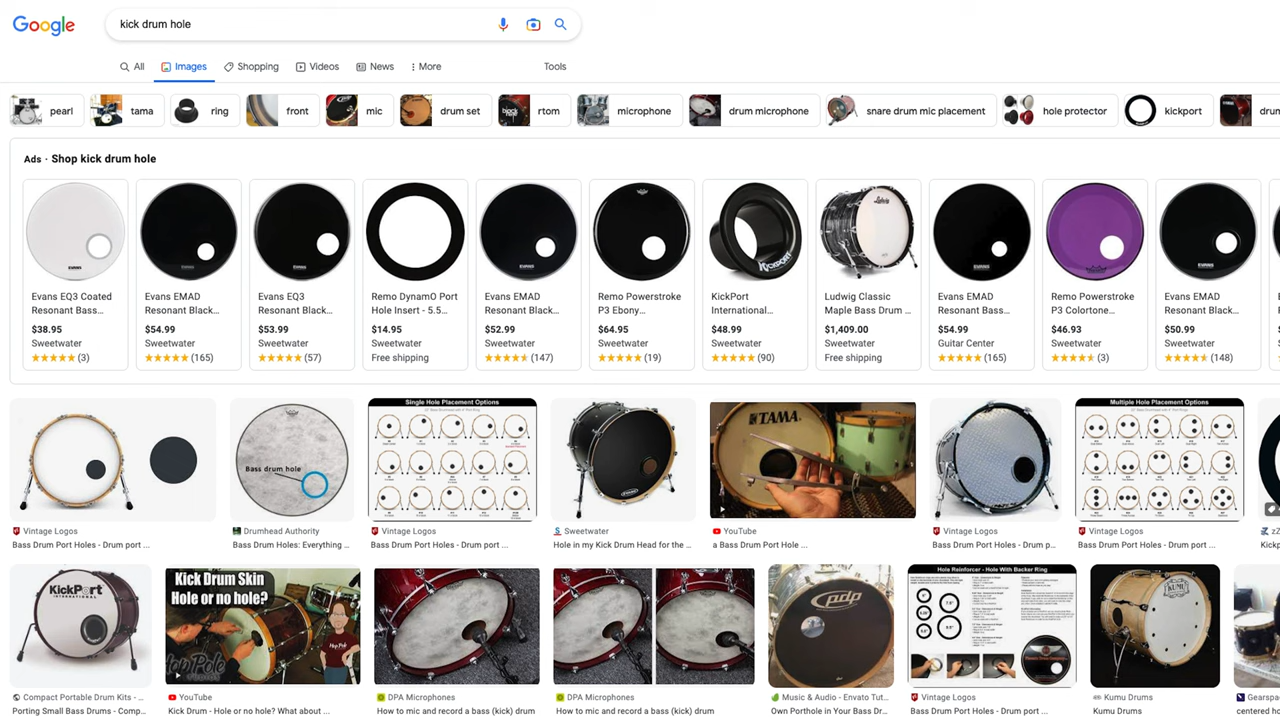 Google
kick drum hole
All
Images
Shopping
Videos
News
More
Tools
pearl
tama
ring
front
mic
drum set
rtom
microphone
drum microphone
snare drum mic placement
hole protector
kickport
Ads · Shop kick drum hole
Evans EQ3 Coated
Resonant Bass...
$38.95
Sweetwater
(3)
Evans EMAD
Resonant Black...
$54.99
Sweetwater
(165)
Evans EQ3
Resonant Black...
$53.99
Sweetwater
(57)
Remo DynamO Port
Hole Insert - 5.5...
$14.95
Sweetwater
Free shipping
Evans EMAD
Resonant Black...
$52.99
Sweetwater
(147)
Remo Powerstroke
P3 Ebony...
$64.95
Sweetwater
(19)
KickPort
International...
$48.99
Sweetwater
(90)
Ludwig Classic
Maple Bass Drum ...
$1,409.00
Sweetwater
Free shipping
Evans EMAD
Resonant Bass...
$54.99
Guitar Center
(165)
Remo Powerstroke
P3 Colortone...
$46.93
Sweetwater
(3)
Evans EMAD
Resonant Black...
$50.99
Sweetwater
(148)
Bass drum hole
Single Hole Placement Options
TAMA
Multiple Hole Placement Options
Vintage Logos
Bass Drum Port Holes - Drum port ...
Drumhead Authority
Bass Drum Holes: Everything ...
Vintage Logos
Bass Drum Port Holes - Drum port ...
Sweetwater
Hole in my Kick Drum Head for the ...
YouTube
a Bass Drum Port Hole ...
Vintage Logos
Bass Drum Port Holes - Drum p...
Vintage Logos
Bass Drum Port Holes - Drum port ...
KickPort
INTERNATIONAL
Kick Drum Skin
Hole or no hole?
Hop Pole
pdp
Hole Reinforcer - Hole With Backer Ring
KUMU
Compact Portable Drum Kits - ...
Porting Small Bass Drums - Comp...
YouTube
Kick Drum - Hole or no hole? What about ...
DPA Microphones
How to mic and record a bass (kick) drum
DPA Microphones
How to mic and record a bass (kick) drum
Music & Audio - Envato Tut...
Own Porthole in Your Bass Dr...
Vintage Logos
Bass Drum Port Holes - Drum port ...
Kumu Drums
Kumu Drums
centered ho